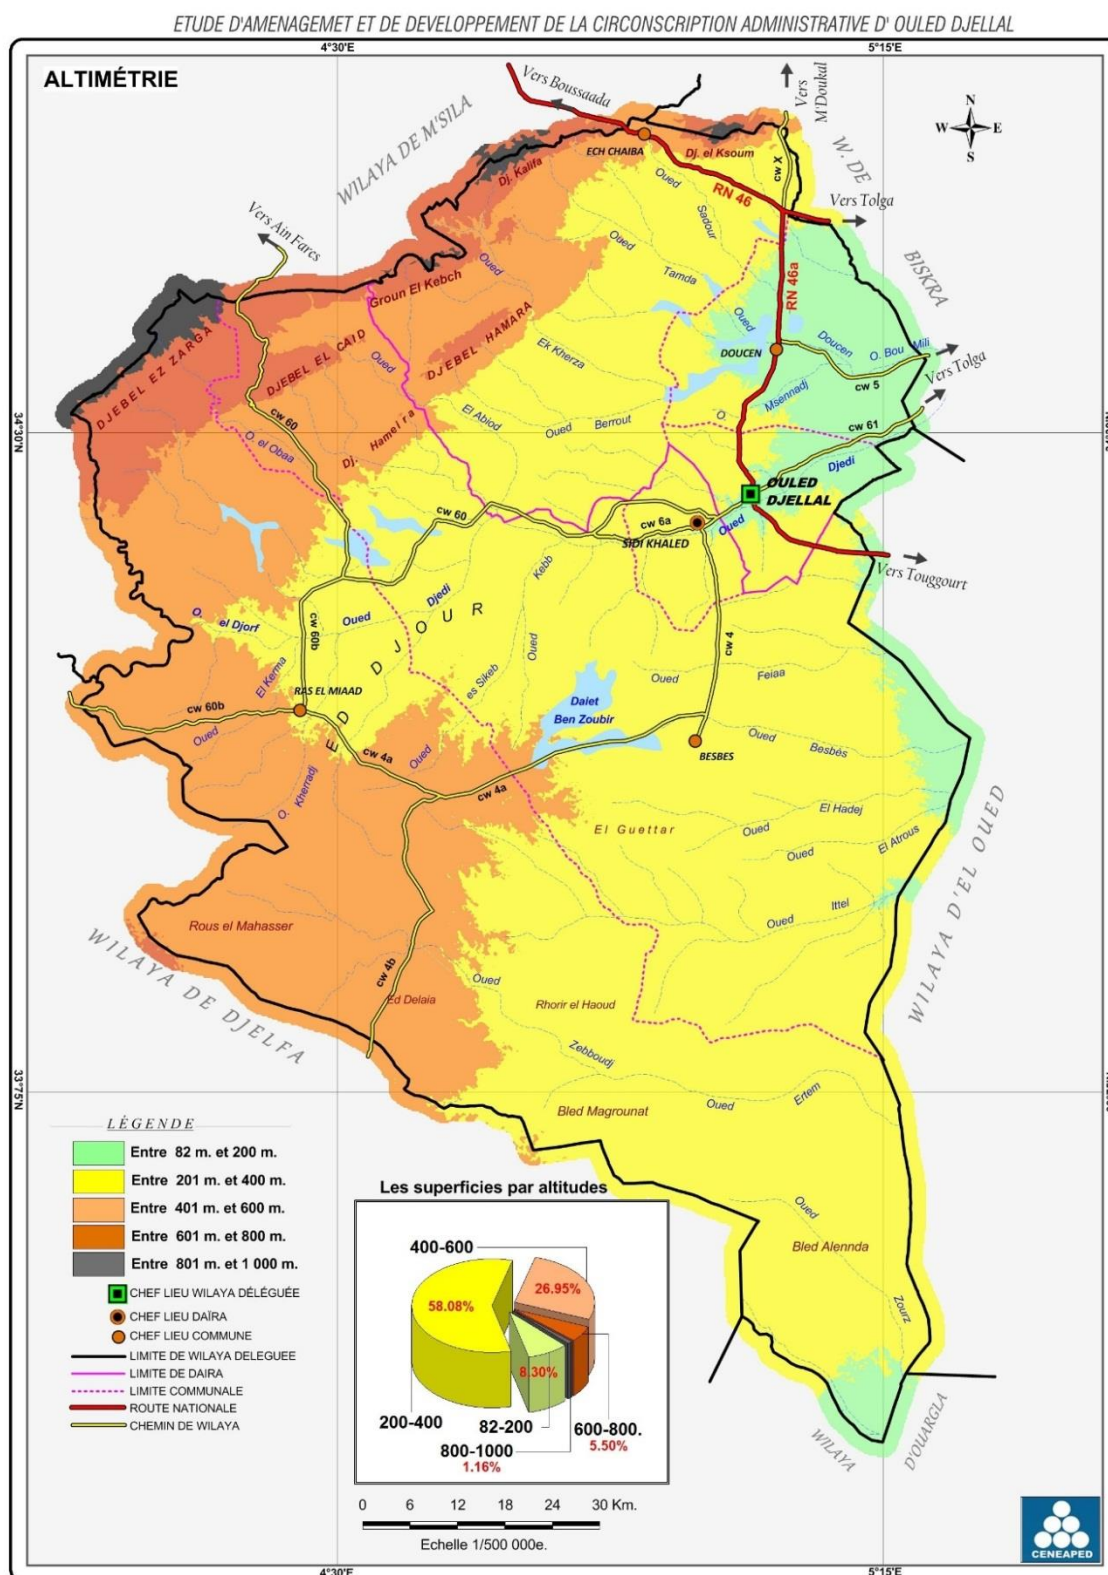 ETUDE D'AMENAGEMET ET DE DEVELOPPEMENT DE LA CIRCONSCRIPTION ADMINISTRATIVE D' OULED DJELLAL
4°30'E
5°15'E
ALTIMÉTRIE
N
W E
S
Vers Boussaada
Vers M'Doukal
WILAYA DE M'SILA
W. DE
BISKRA
ECH CHAIBA
Dj. el Ksoum
Dj. Kalifa
cw X
RN 46
Vers Tolga
Oued
Sadour
Oued
Tamda
Vers Ain Farcs
Oued
RN 46a
Groun El Kebch
DJEBEL EZ ZARGA
DJEBEL EL CAID
DJEBEL HAMARA
Oued
Oued
Ek Kherza
DOUCEN
Doucen
O. Bou Mili
Vers Tolga
cw 5
Msennadj
O.
cw 60
Dj. Hameira
El Abiod
Oued Berrout
34°30'N
O. el Obaa
cw 61
Djedi
OULED
DJELLAL
cw 60
cw 6a
Oued
SIDI KHALED
Vers Touggourt
Kebb
O. el Djorf
Oued
Djedi
ED DJOUR
cw 60b
cw 4
El Kerma
es Sikeb
Oued
Oued Feiaa
RAS EL MIAAD
Daiet
Ben Zoubir
cw 60b
Oued
cw 4a
Oued
BESBES
Oued Besbès
O. Kherradj
cw 4a
El Guettar
El Hadej
Oued
El Atrous
Oued
Ittel
Oued
WILAYA D'EL OUED
Rous el Mahasser
WILAYA DE DJELFA
cw 4b
Ed Delaia
Oued
Rhorir el Haoud
Zebboudj
33°75'N
Bled Magrounat
Oued
Ertem
LÉGENDE
Entre 82 m. et 200 m.
Entre 201 m. et 400 m.
Entre 401 m. et 600 m.
Entre 601 m. et 800 m.
Entre 801 m. et 1 000 m.
CHEF LIEU WILAYA DÉLÉGUÉE
CHEF LIEU DAÏRA
CHEF LIEU COMMUNE
LIMITE DE WILAYA DELEGUEE
LIMITE DE DAIRA
LIMITE COMMUNALE
ROUTE NATIONALE
CHEMIN DE WILAYA
Les superficies par altitudes
400-600
26.95%
58.08%
8.30%
200-400
82-200
600-800.
5.50%
800-1000
1.16%
Oued
Bled Alennda
Zourz
WILAYA
D'OUARGLA
0 6 12 18 24 30 Km.
Echelle 1/500 000e.
CENEAPED
4°30'E
5°15'E